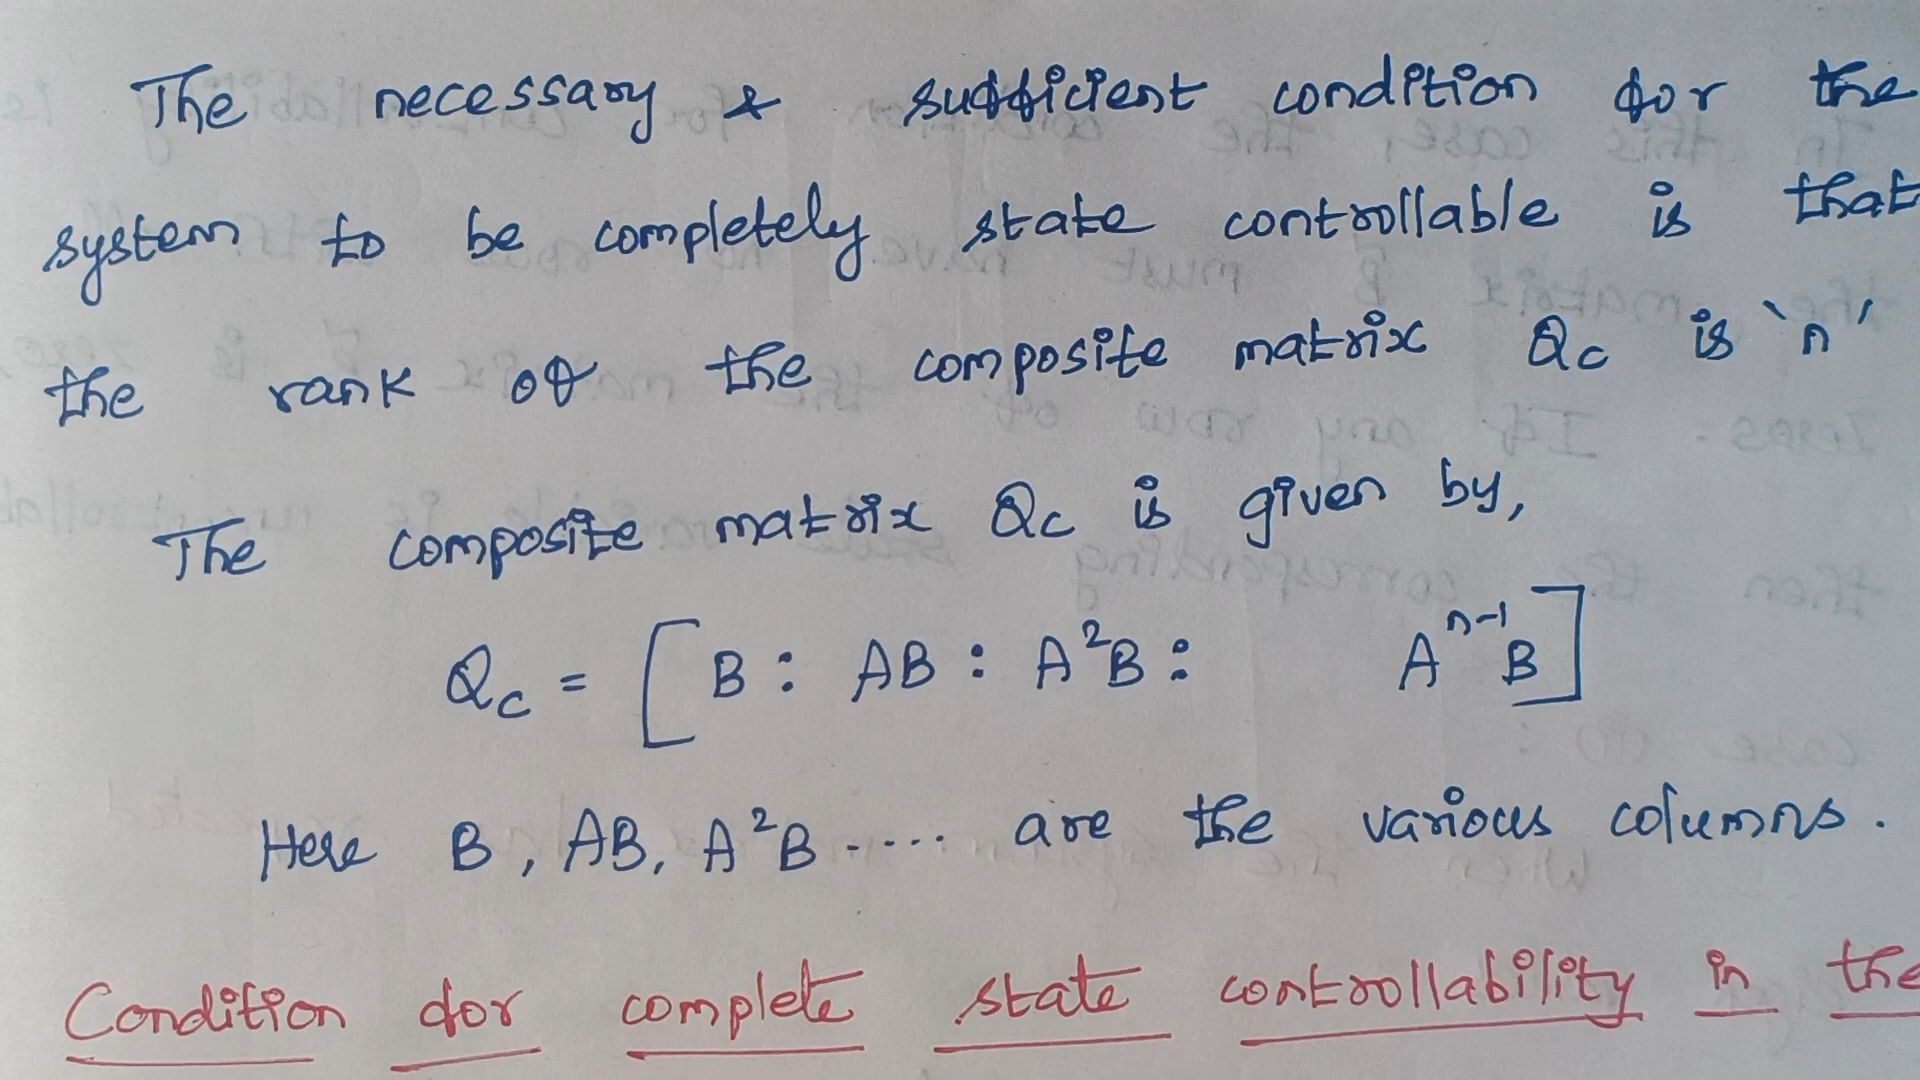 The necessary & sufficient condition for the
system to be completely state controllable is that
the rank of the composite matrix Qc is 'n'
The composite matrix Qc is given by,
Qc = [B : AB : A²B : Aⁿ⁻¹B]
Here B, AB, A²B ..... are the various columns.
Condition for complete state controllability in the